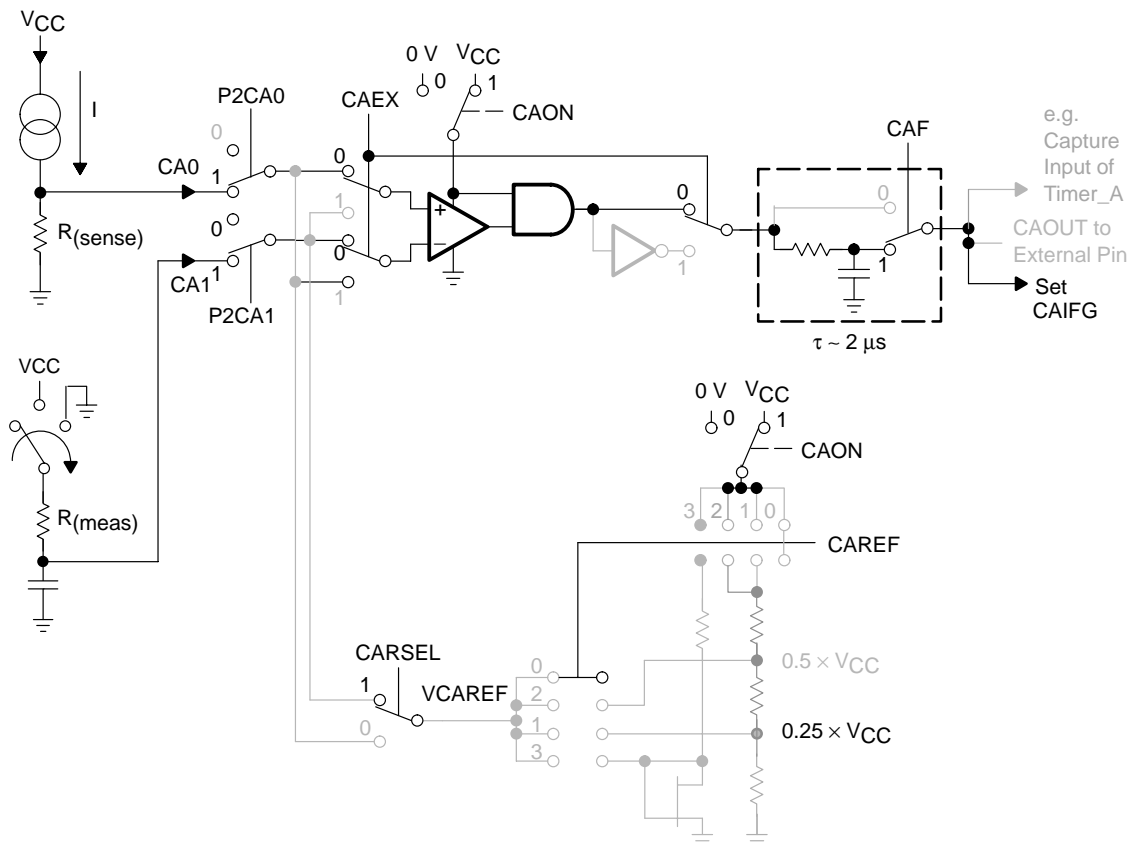 VCC
I
R(sense)
P2CA0
0
CA0
1
0
CA1
1
P2CA1
CAEX
0
1
0
1
0 V
VCC
0
1
CAON
+
–
0
1
CAF
0
1
τ ~ 2 µs
e.g.
Capture
Input of
Timer_A
CAOUT to
External Pin
Set
CAIFG
VCC
R(meas)
0 V
VCC
0
1
CAON
3
2
1
0
CAREF
CARSEL
1
0
VCAREF
0
2
1
3
0.5 × VCC
0.25 × VCC